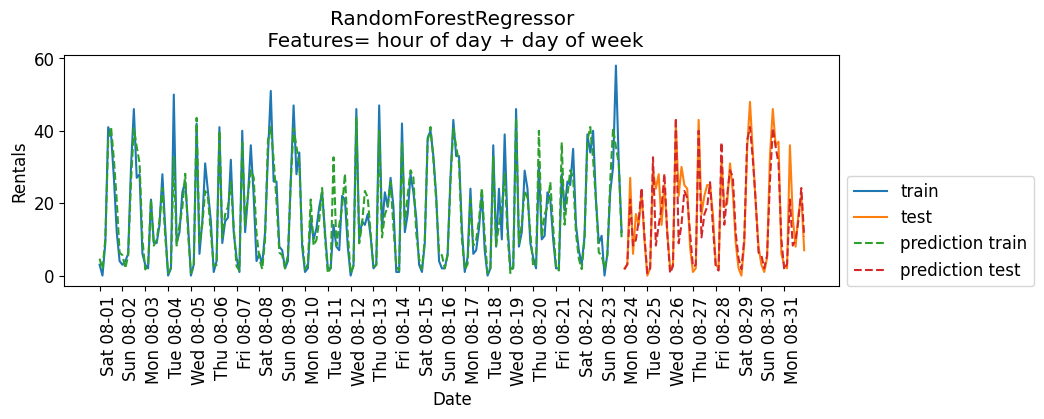 RandomForestRegressor
Features= hour of day + day of week
Rentals
60
40
20
0
Sat 08-01
Sun 08-02
Mon 08-03
Tue 08-04
Wed 08-05
Thu 08-06
Fri 08-07
Sat 08-08
Sun 08-09
Mon 08-10
Tue 08-11
Wed 08-12
Thu 08-13
Fri 08-14
Sat 08-15
Sun 08-16
Mon 08-17
Tue 08-18
Wed 08-19
Thu 08-20
Fri 08-21
Sat 08-22
Sun 08-23
Mon 08-24
Tue 08-25
Wed 08-26
Thu 08-27
Fri 08-28
Sat 08-29
Sun 08-30
Mon 08-31
Date
train
test
prediction train
prediction test